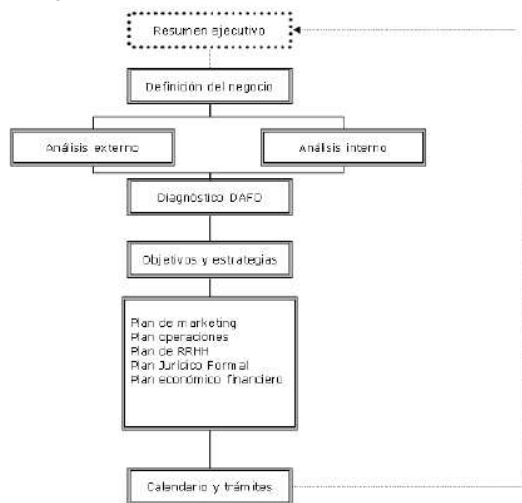 Resumen ejecutivo
Definición del negocio
Análisis externo
Análisis interno
Diagnóstico DAFO
Objetivos y estrategias
Plan de marketing
Plan operaciones
Plan de RRHH
Plan Jurídico Formal
Plan económico financiero
Calendario y trámites